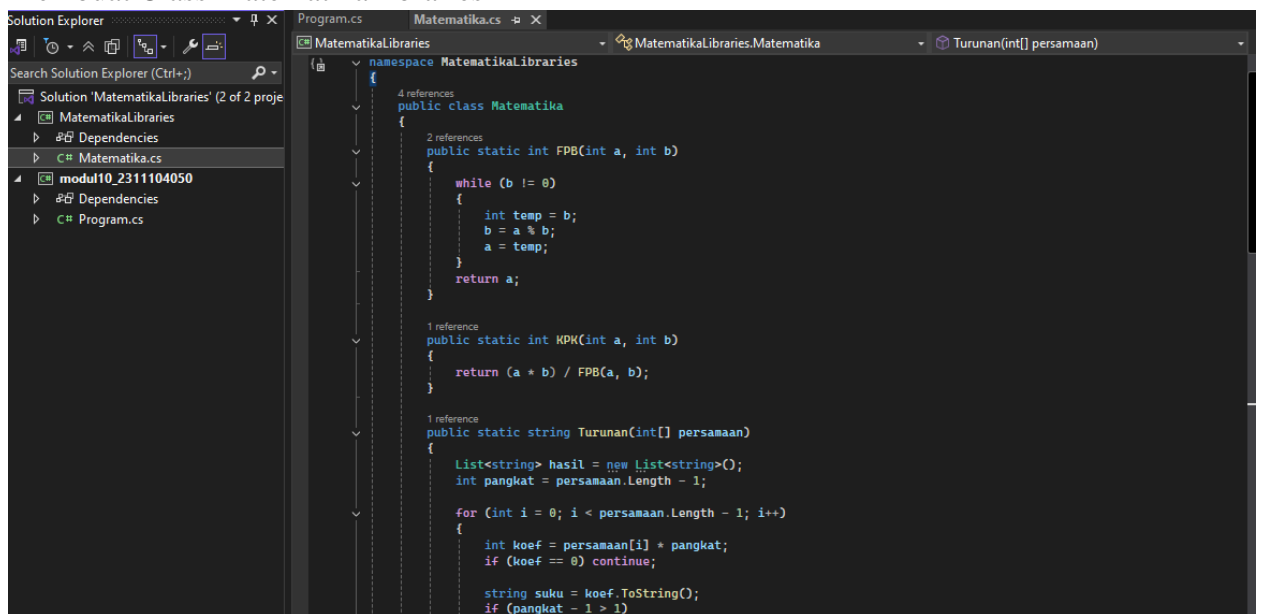 Solution Explorer
Search Solution Explorer (Ctrl+;)
Solution 'MatematikaLibraries' (2 of 2 proje
C# MatematikaLibraries
Dependencies
C# Matematika.cs
C# modul10_2311104050
Dependencies
C# Program.cs
Program.cs Matematika.cs
C# MatematikaLibraries MatematikaLibraries.Matematika Turunan(int[] persamaan)
namespace MatematikaLibraries
{
4 references
public class Matematika
{
2 references
public static int FPB(int a, int b)
{
while (b != 0)
{
int temp = b;
b = a % b;
a = temp;
}
return a;
}
1 reference
public static int KPK(int a, int b)
{
return (a * b) / FPB(a, b);
}
1 reference
public static string Turunan(int[] persamaan)
{
List<string> hasil = new List<string>();
int pangkat = persamaan.Length - 1;
for (int i = 0; i < persamaan.Length - 1; i++)
{
int koef = persamaan[i] * pangkat;
if (koef == 0) continue;
string suku = koef.ToString();
if (pangkat - 1 > 1)